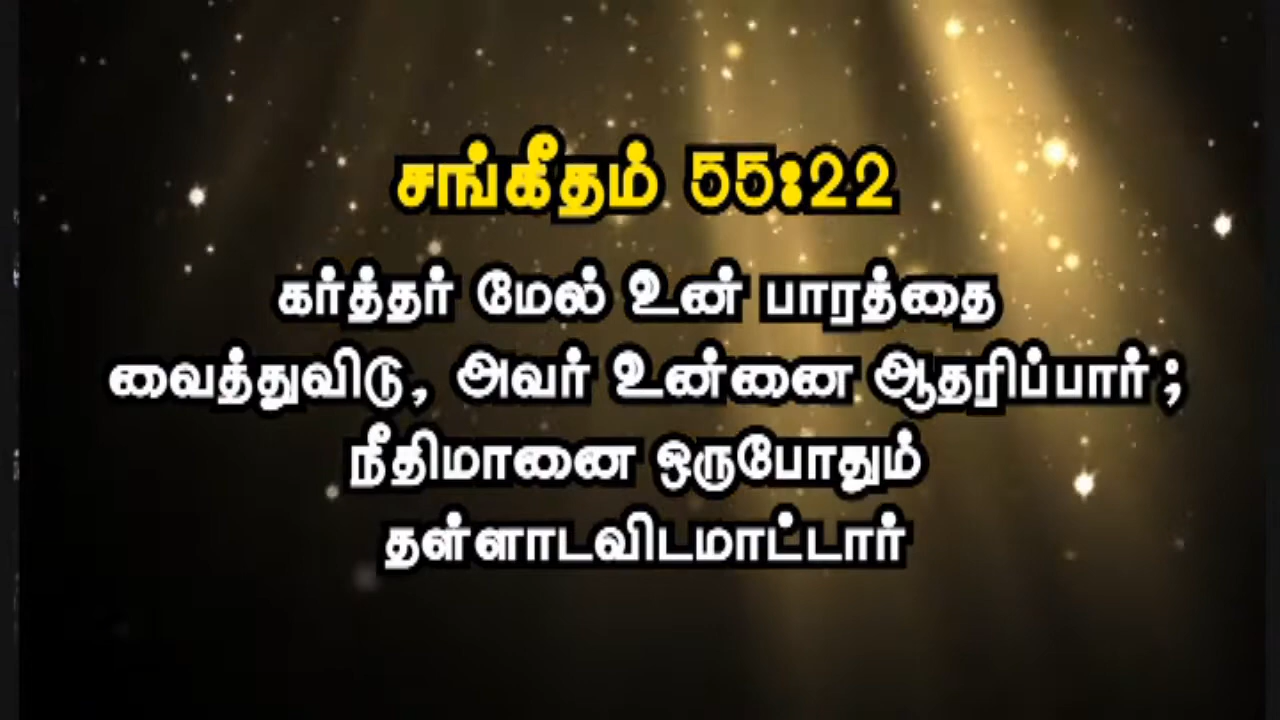 சங்கீதம் 55:22
கர்த்தர் மேல் உன் பாரத்தை
வைத்துவிடு, அவர் உன்னை ஆதரிப்பார் ;
நீதிமானை ஒருபோதும்
தள்ளாடவிடமாட்டார்